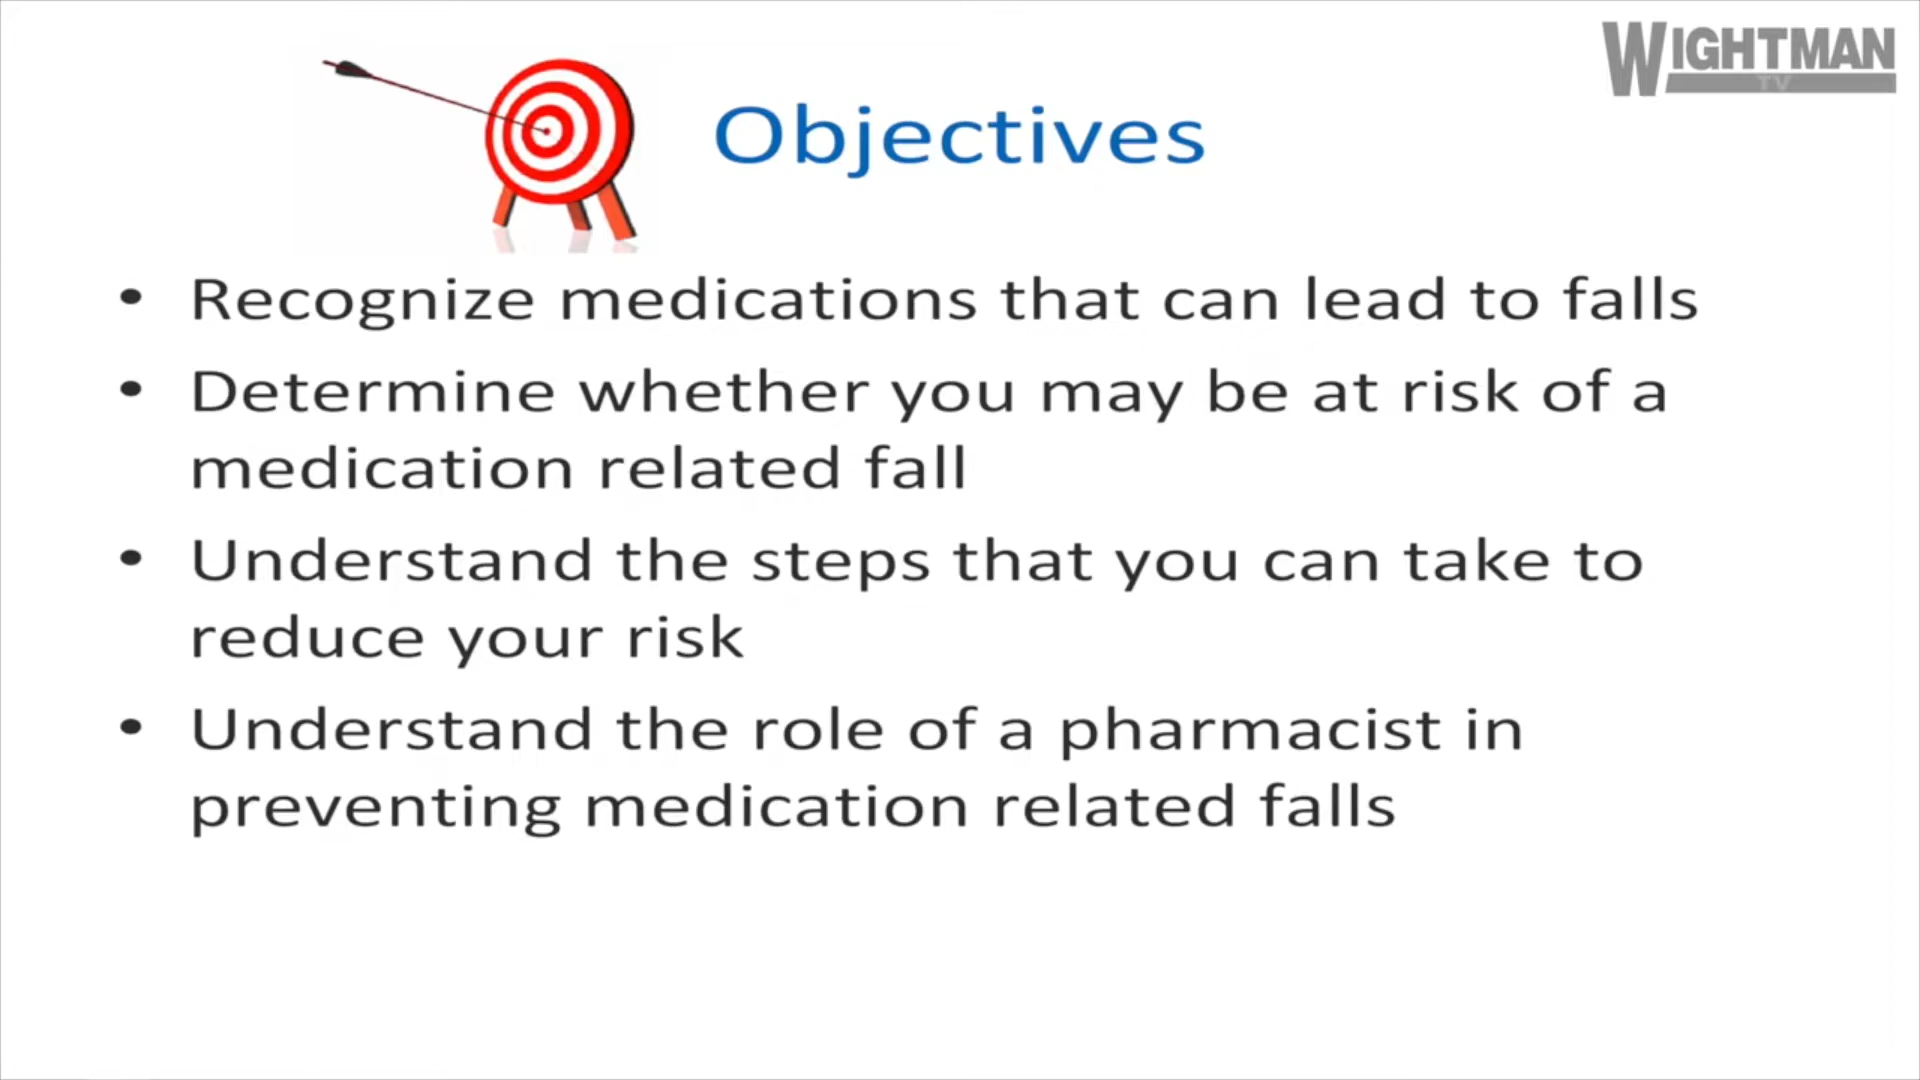 WIGHTMAN
TV
Objectives
• Recognize medications that can lead to falls
• Determine whether you may be at risk of a
medication related fall
• Understand the steps that you can take to
reduce your risk
• Understand the role of a pharmacist in
preventing medication related falls